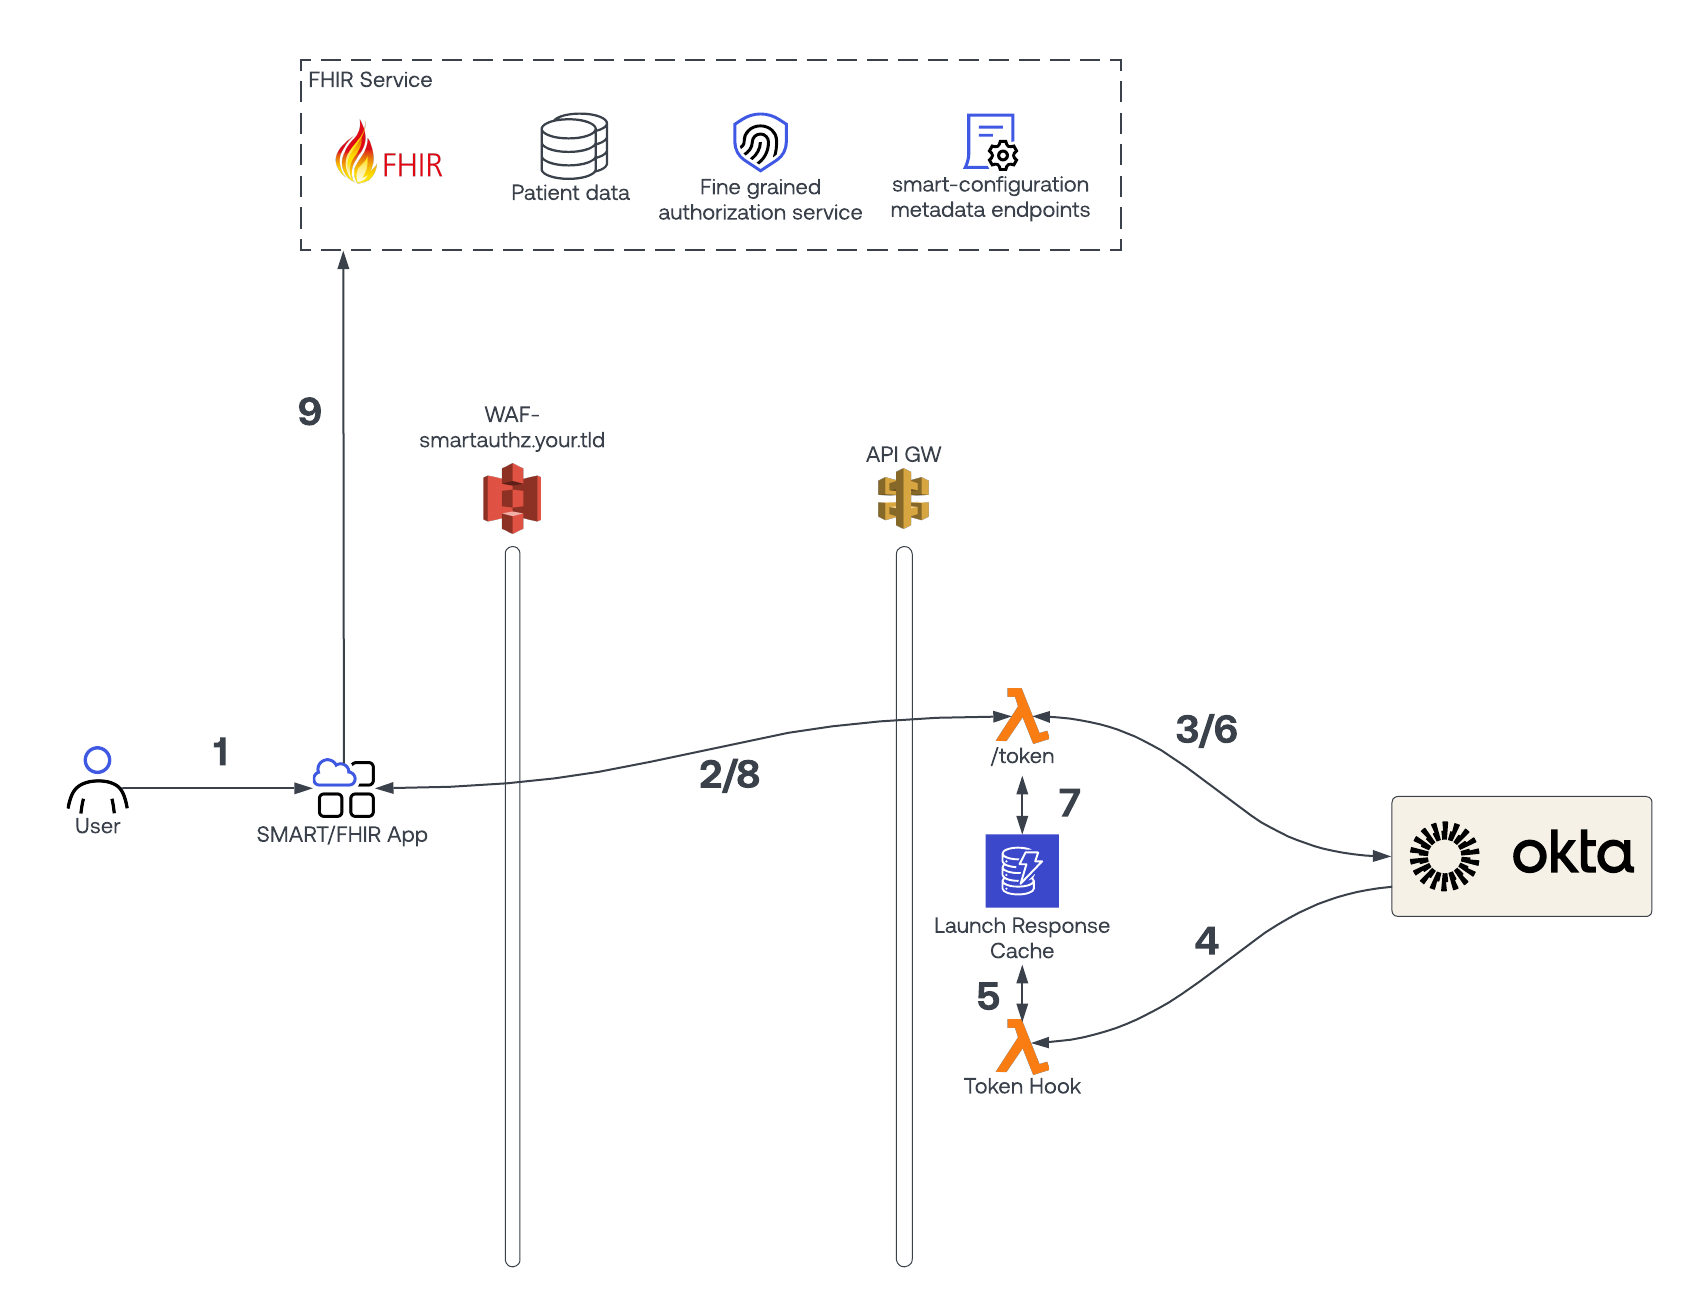 FHIR Service
FHIR
Patient data
Fine grained
authorization service
smart-configuration
metadata endpoints
9
WAF-
smartauthz.your.tld
API GW
1
User
SMART/FHIR App
2/8
/token
3/6
7
okta
Launch Response
Cache
4
5
Token Hook